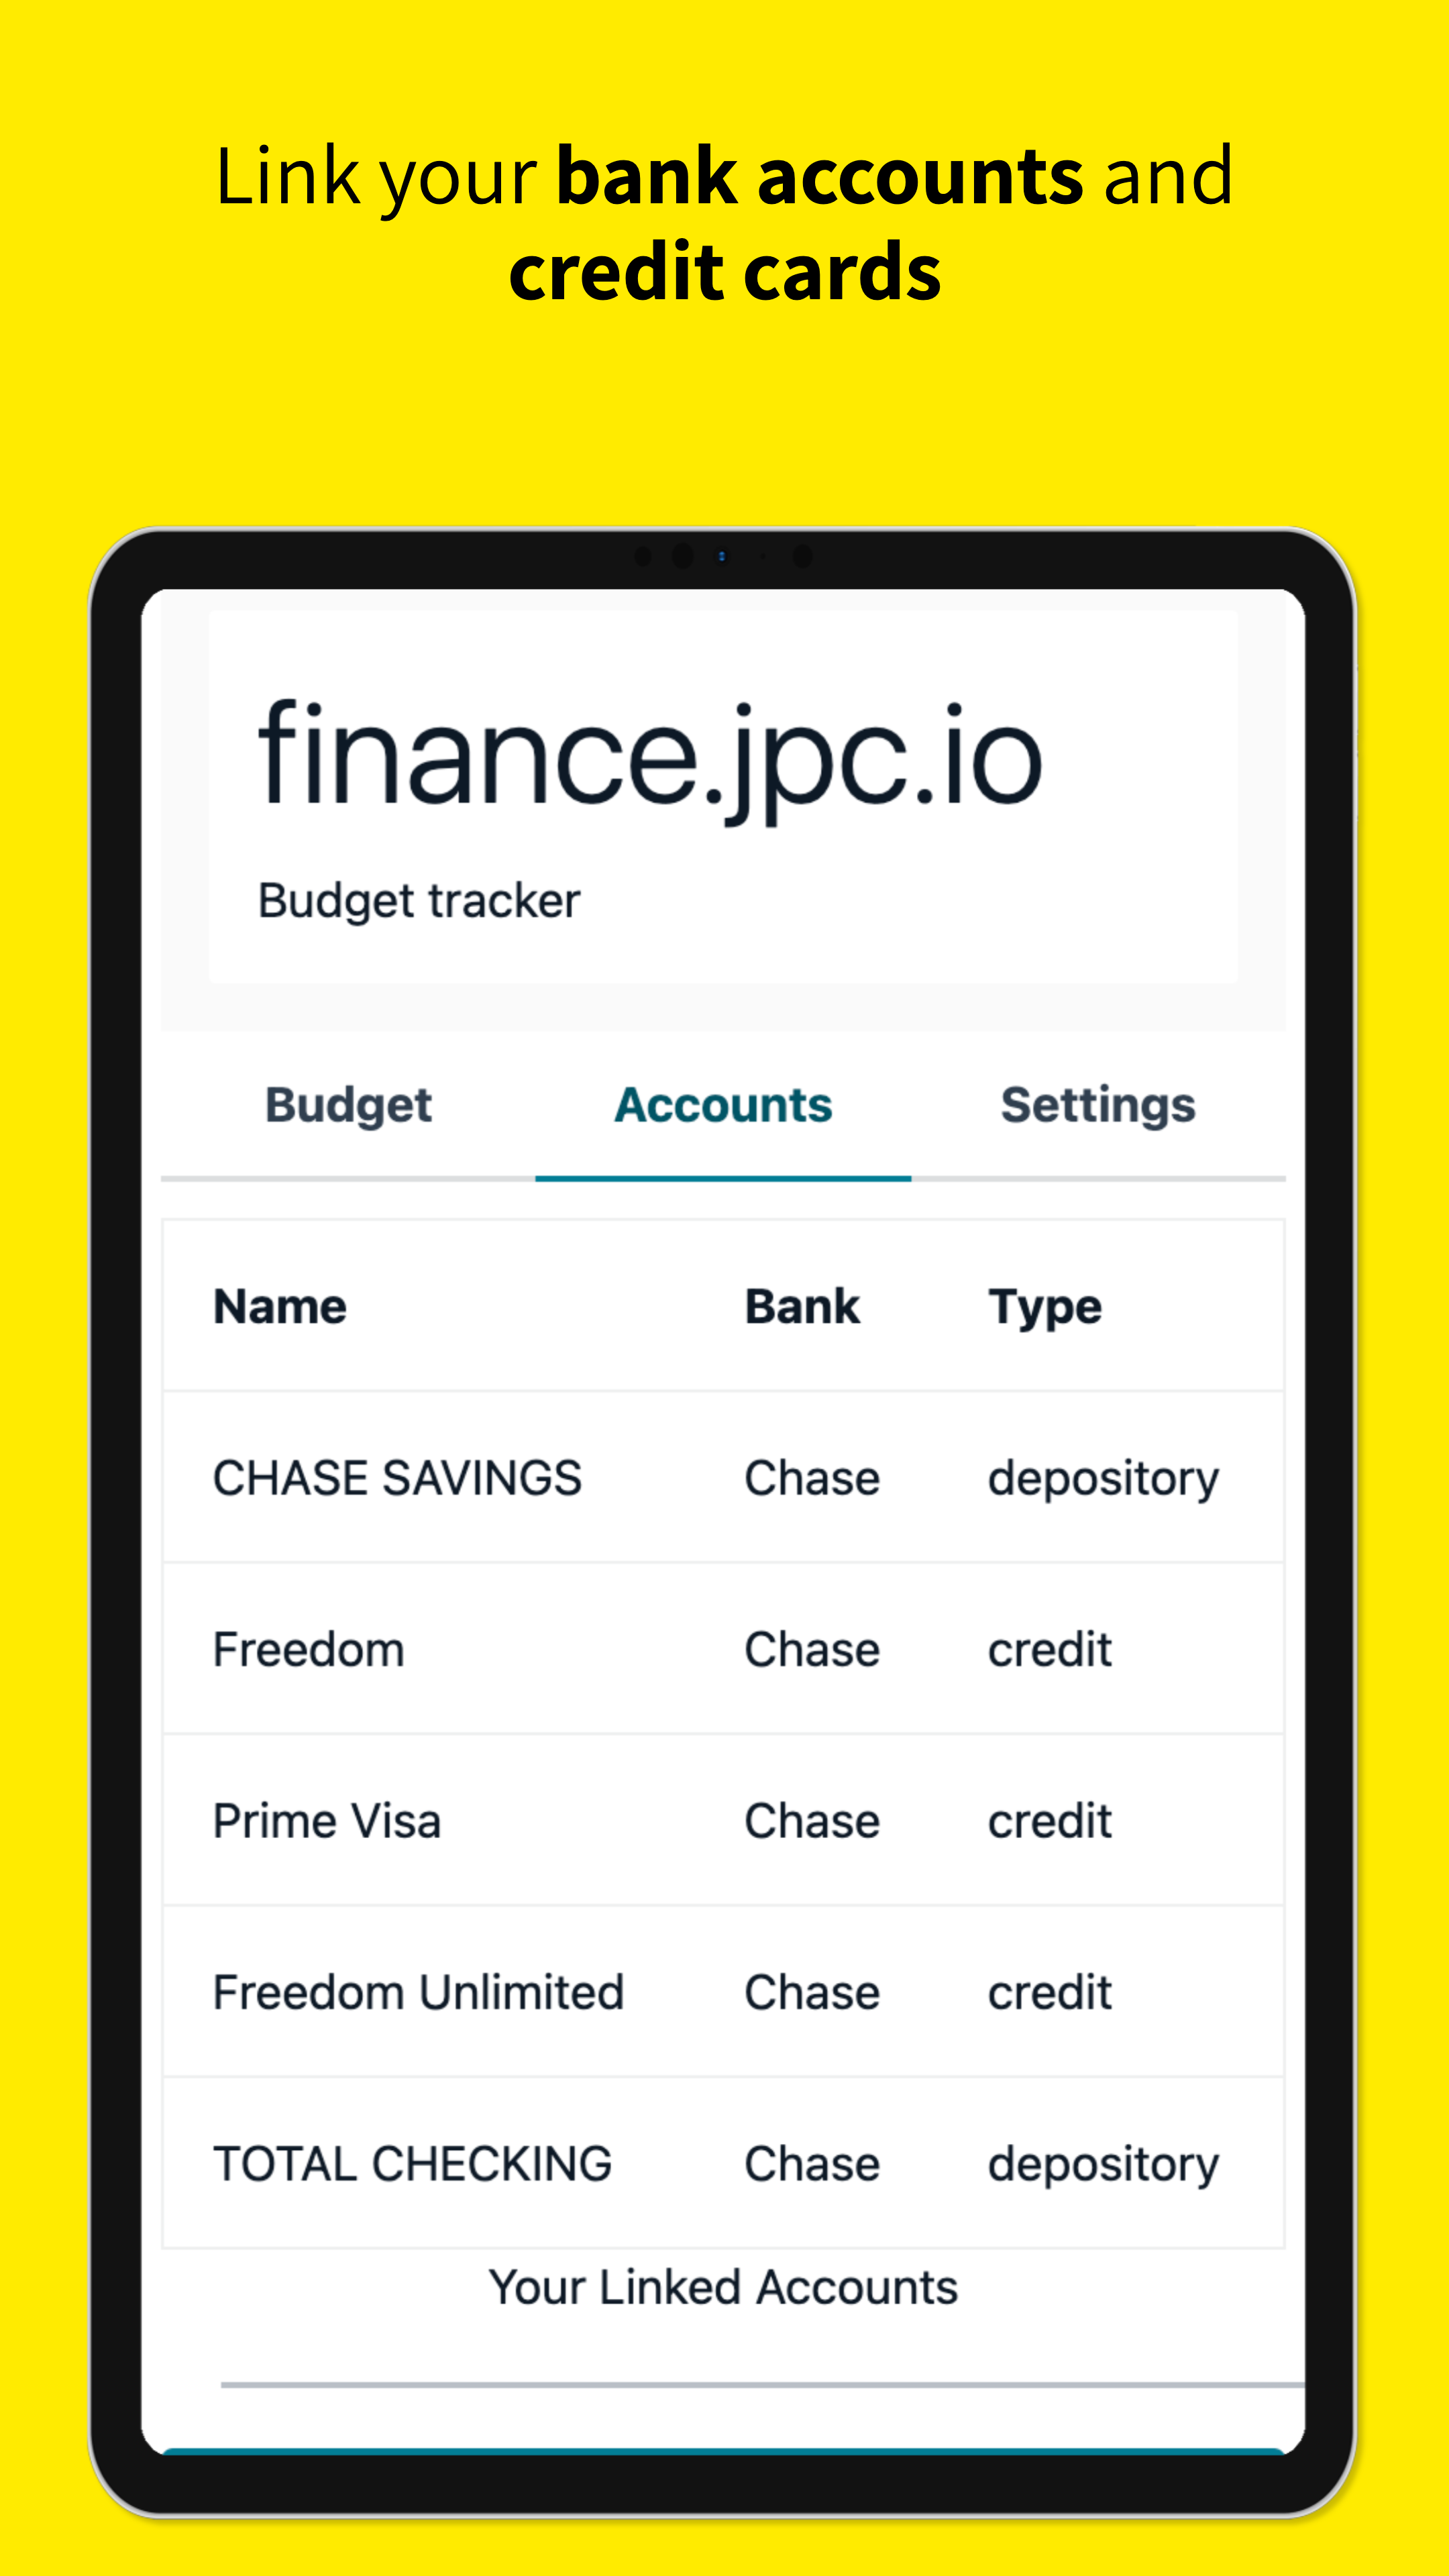 Link your bank accounts and
credit cards
finance.jpc.io
Budget tracker
Budget Accounts Settings
Name Bank Type
CHASE SAVINGS Chase depository
Freedom Chase credit
Prime Visa Chase credit
Freedom Unlimited Chase credit
TOTAL CHECKING Chase depository
Your Linked Accounts